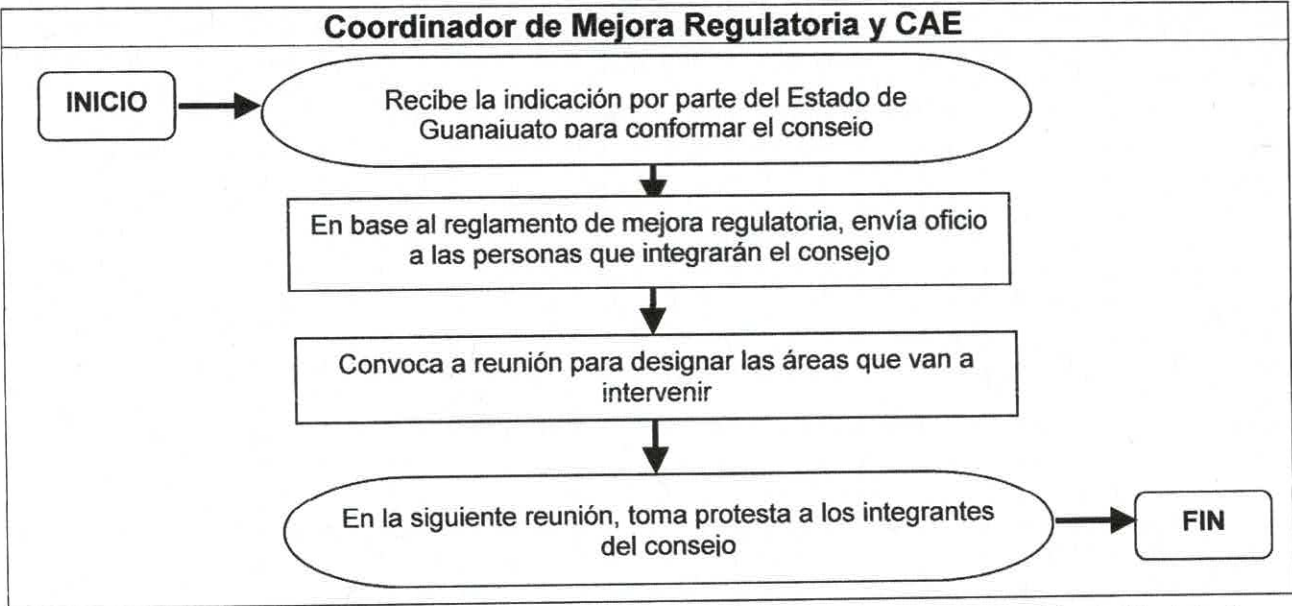 Coordinador de Mejora Regulatoria y CAE
INICIO
Recibe la indicación por parte del Estado de
Guanajuato para conformar el consejo
En base al reglamento de mejora regulatoria, envía oficio
a las personas que integrarán el consejo
Convoca a reunión para designar las áreas que van a
intervenir
En la siguiente reunión, toma protesta a los integrantes
del consejo
FIN